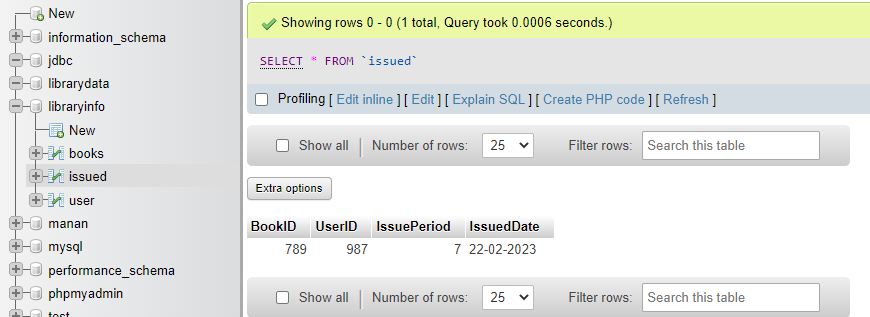 New
information_schema
jdbc
librarydata
libraryinfo
New
books
issued
user
manan
mysql
performance_schema
phpmyadmin
test
Showing rows 0 - 0 (1 total, Query took 0.0006 seconds.)
SELECT * FROM `issued`
Profiling [ Edit inline ] [ Edit ] [ Explain SQL ] [ Create PHP code ] [ Refresh ]
Show all Number of rows: 25 Filter rows: Search this table
Extra options
BookID UserID IssuePeriod IssuedDate
789 987 7 22-02-2023
Show all Number of rows: 25 Filter rows: Search this table